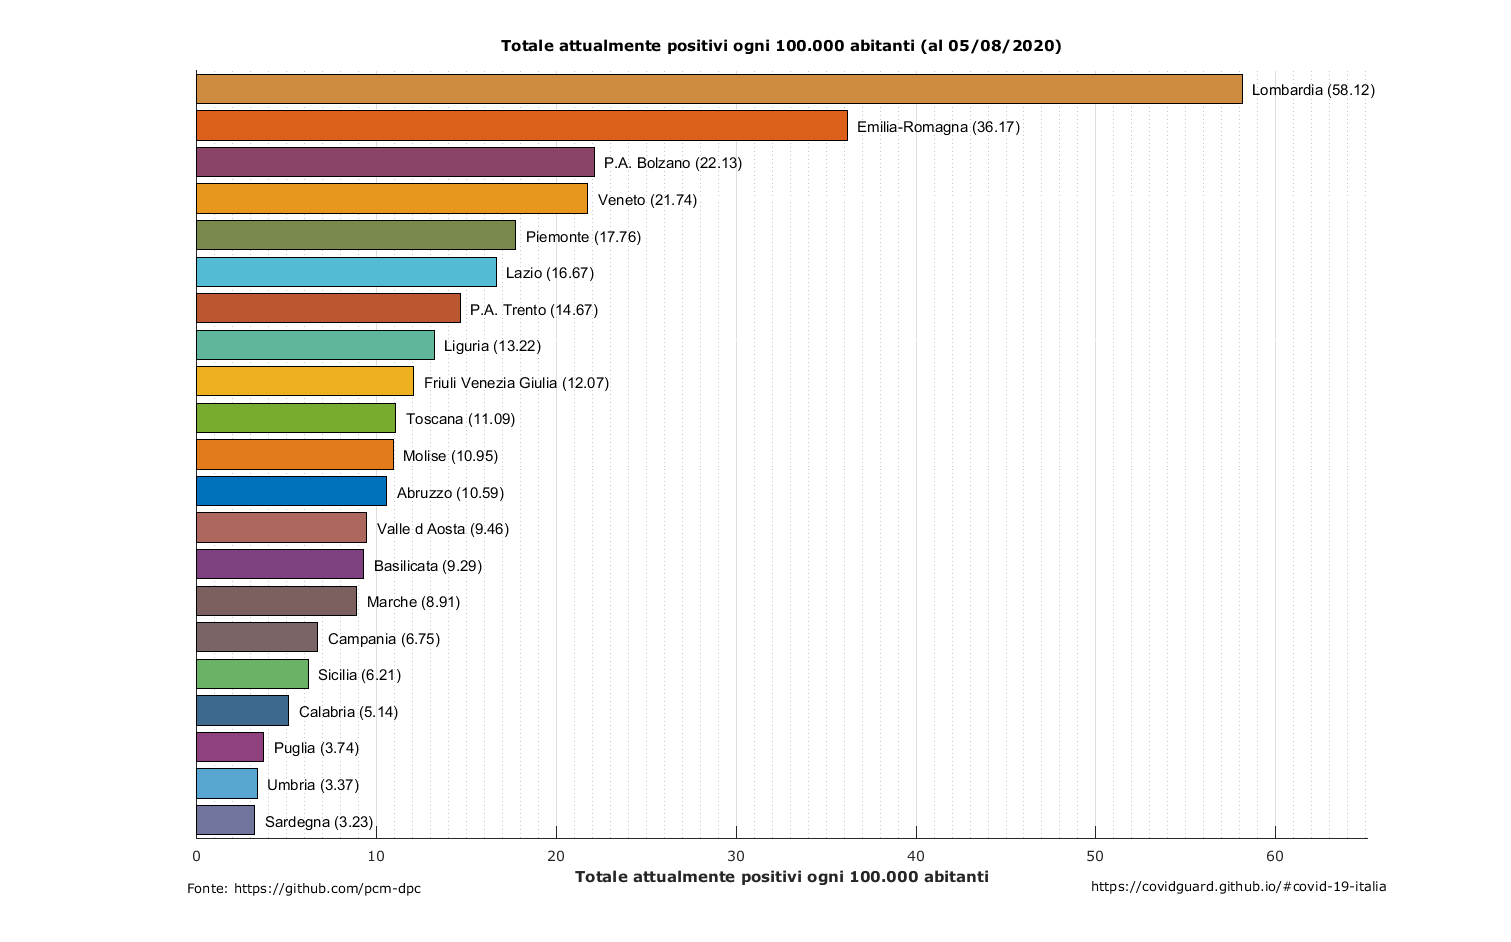 Totale attualmente positivi ogni 100.000 abitanti (al 05/08/2020)
Lombardia (58.12)
Emilia-Romagna (36.17)
P.A. Bolzano (22.13)
Veneto (21.74)
Piemonte (17.76)
Lazio (16.67)
P.A. Trento (14.67)
Liguria (13.22)
Friuli Venezia Giulia (12.07)
Toscana (11.09)
Molise (10.95)
Abruzzo (10.59)
Valle d Aosta (9.46)
Basilicata (9.29)
Marche (8.91)
Campania (6.75)
Sicilia (6.21)
Calabria (5.14)
Puglia (3.74)
Umbria (3.37)
Sardegna (3.23)
0 10 20 30 40 50 60
Totale attualmente positivi ogni 100.000 abitanti
Fonte: https://github.com/pcm-dpc
https://covidguard.github.io/#covid-19-italia